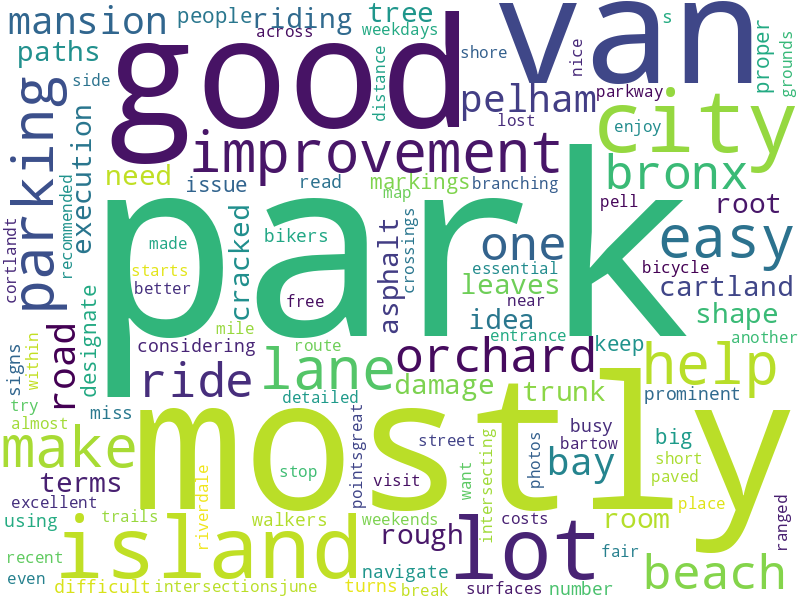 mansion
people
riding
across
tree
weekdays
van
s
paths
side
good
distance
shore
nice
proper
grounds
pelham
parkway
lost
enjoy
city
parking
execution
improvement
need
issue
read
markings
map
branching
bronx
recommended
cortlandt
made
better
starts
cracked
bikers
free
park
asphalt
crossings
one
essential
leaves
near
idea
pell
root
easy
bicycle
cartland
shape
another
signs
within
road
designate
considering
mile
route
ride
lane
detailed
orchard
entrance
keep
damage
trunk
help
prominent
try
almost
miss
mostly
make
terms
excellent
using
trails
riverdale
stop
pointsgreat
street
visit
want
intersecting
busy
bartow
photos
bay
big
short
paved
place
ranged
recent
even
island
walkers
weekends
rough
lot
costs
room
fair
difficult
intersectionsjune
turns
navigate
break
surfaces
number
beach